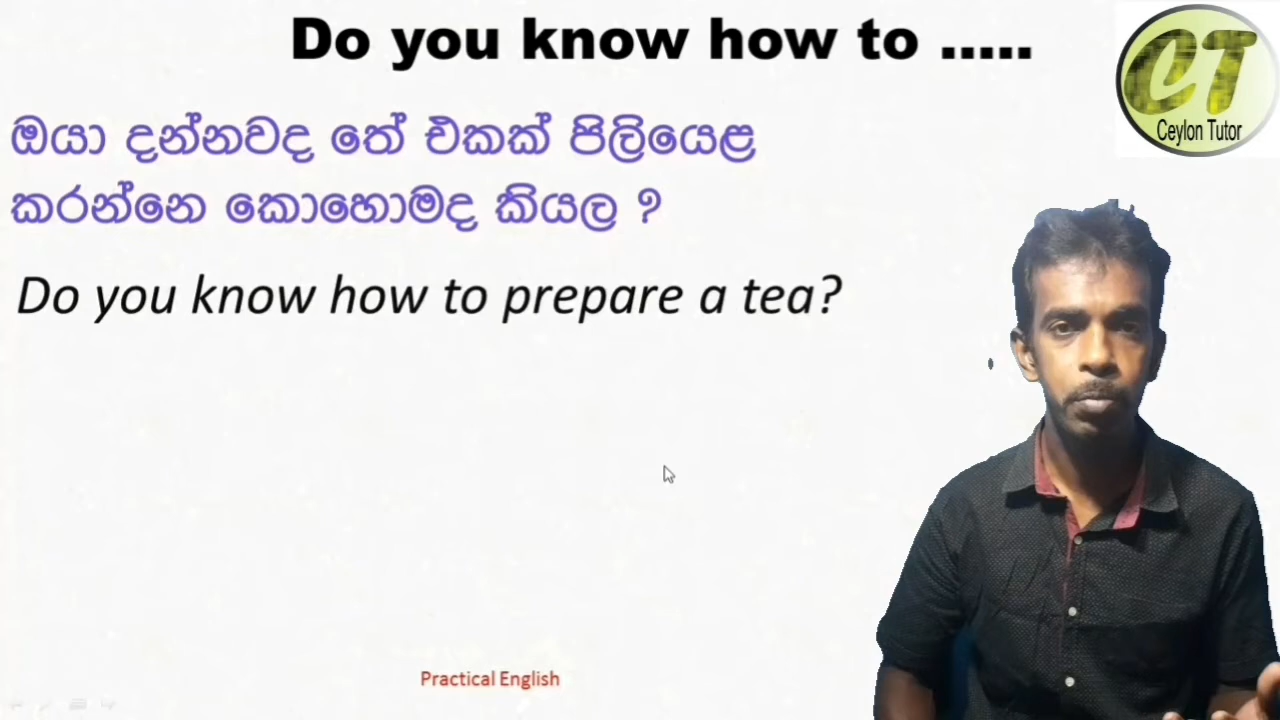 Do you know how to .....
CT
Ceylon Tutor
ඔයා දන්නවද තේ එකක් පිලියෙළ
කරන්නෙ කොහොමද කියල ?
Do you know how to prepare a tea?
Practical English